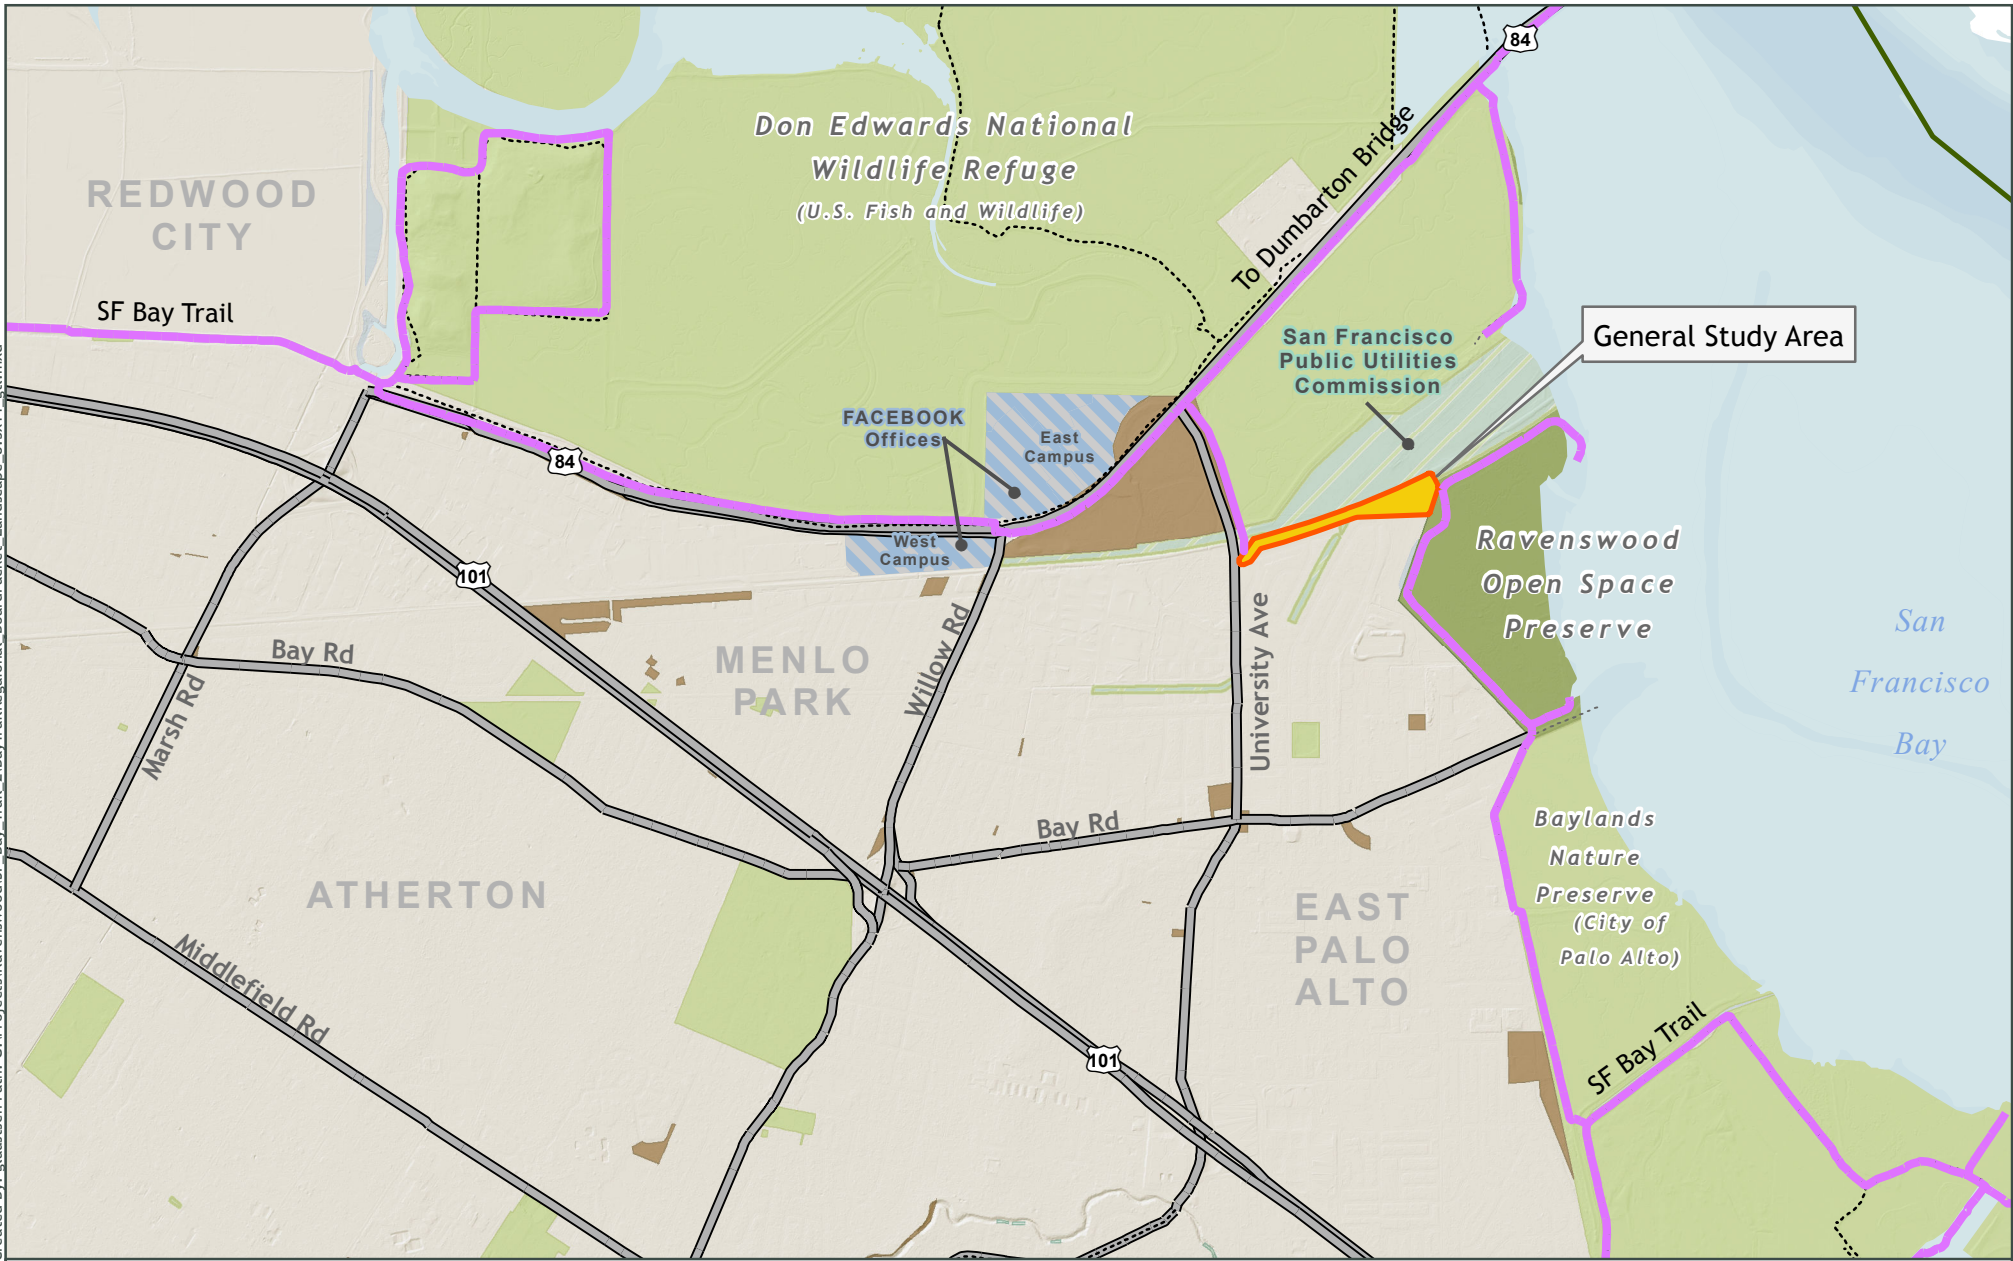 84
Don Edwards National
Wildlife Refuge
(U.S. Fish and Wildlife)
To Dumbarton Bridge
REDWOOD
CITY
SF Bay Trail
General Study Area
San Francisco
Public Utilities
Commission
FACEBOOK
Offices
East
Campus
84
West
Campus
Ravenswood
Open Space
Preserve
101
San
Francisco
Bay
Bay Rd
MENLO
PARK
Willow Rd
University Ave
Marsh Rd
Bay Rd
Baylands
Nature
Preserve
(City of
Palo Alto)
ATHERTON
EAST
PALO
ALTO
Middlefield Rd
SF Bay Trail
101